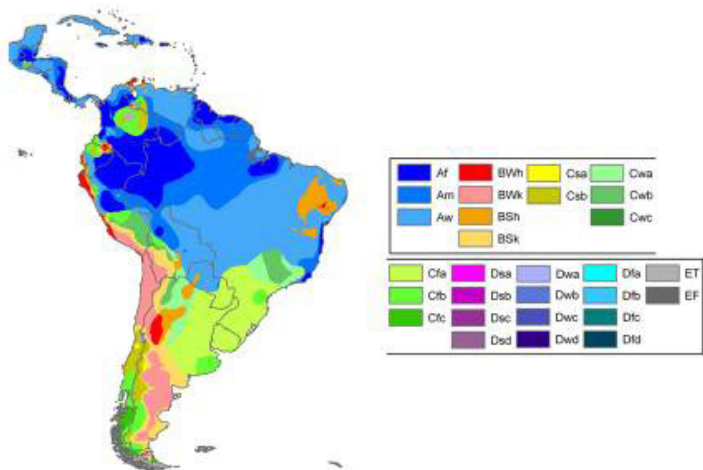 Af BWh Csa Cwa
Am BWk Csb Cwb
Aw BSh Cwc
BSk
Cfa Dsa Dwa Dfa ET
Cfb Dsb Dwb Dfb EF
Cfc Dsc Dwc Dfc
Dsd Dwd Dfd